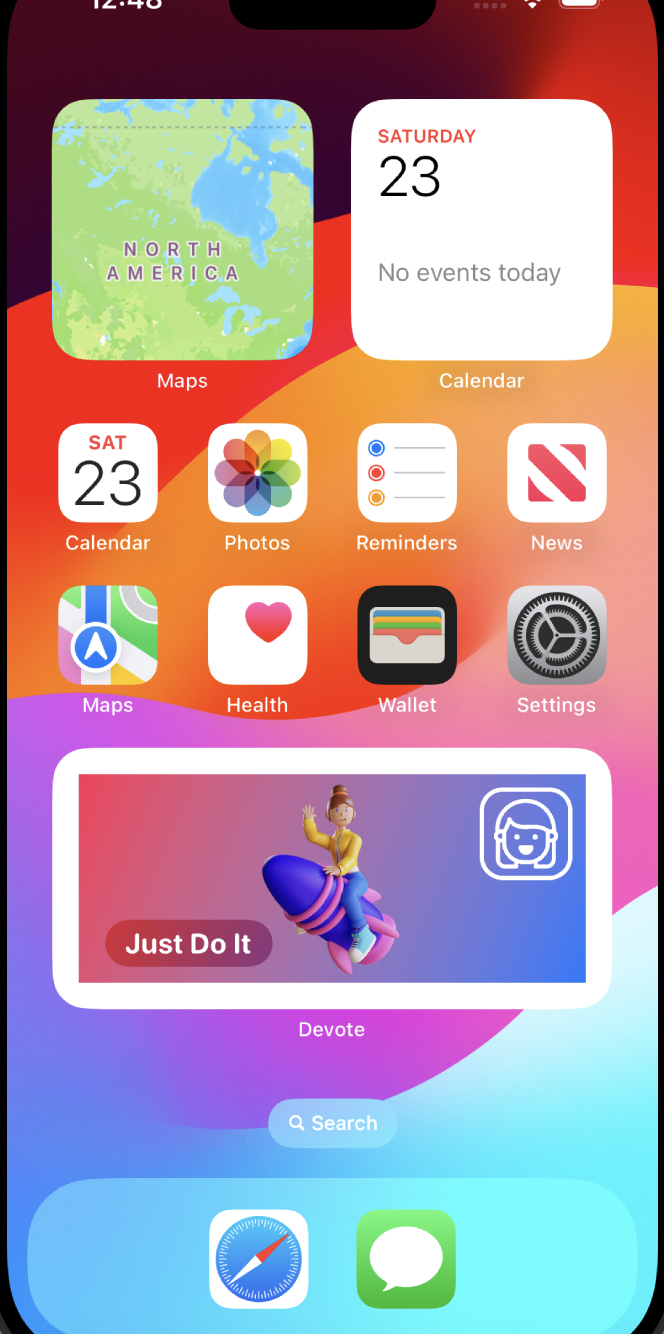 12:48
SATURDAY
23
No events today
NORTH
AMERICA
Maps
Calendar
SAT
23
Calendar
Photos
Reminders
News
Maps
Health
Wallet
Settings
Just Do It
Devote
Search